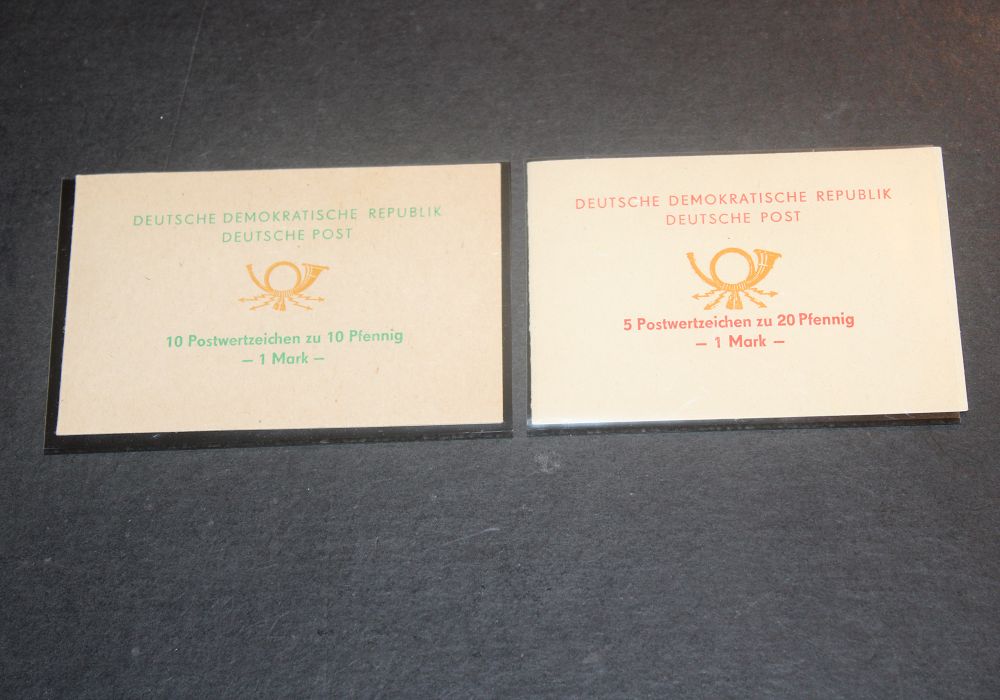 DEUTSCHE DEMOKRATISCHE REPUBLIK
DEUTSCHE POST
10 Postwertzeichen zu 10 Pfennig
– 1 Mark –
DEUTSCHE DEMOKRATISCHE REPUBLIK
DEUTSCHE POST
5 Postwertzeichen zu 20 Pfennig
– 1 Mark –